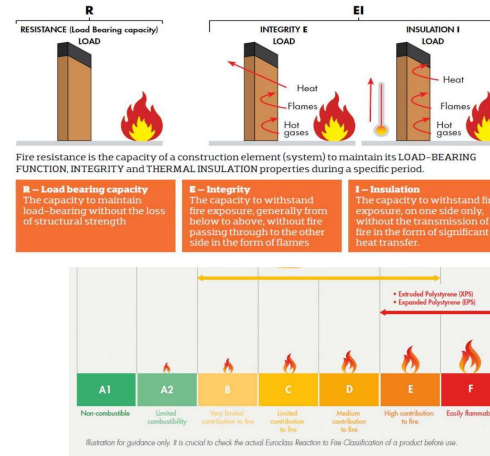 R
EI
RESISTANCE (Load Bearing capacity)
LOAD
INTEGRITY E
LOAD
INSULATION I
LOAD
Heat
Flames
Hot
gases
Heat
Flames
Hot
gases
Fire resistance is the capacity of a construction element (system) to maintain its LOAD-BEARING
FUNCTION, INTEGRITY and THERMAL INSULATION properties during a specific period.
R – Load bearing capacity
The capacity to maintain
load-bearing without the loss
of structural strength
E – Integrity
The capacity to withstand
fire exposure, generally from
below to above, without fire
passing through to the other
side in the form of flames
I – Insulation
The capacity to withstand fi
exposure, on one side only,
without the transmission of
fire in the form of significant
heat transfer.
• Extruded Polystyrene (XPS)
• Expanded Polystyrene (EPS)
A1
A2
B
C
D
E
F
Non-combustible
Limited
combustibility
Very limited
contribution
to fire
Limited
contribution
to fire
Medium
contribution
to fire
High contribution
to fire
Easily flammab
Illustration for guidance only. It is crucial to check the actual Euroclass Reaction to Fire Classification of a product before use.